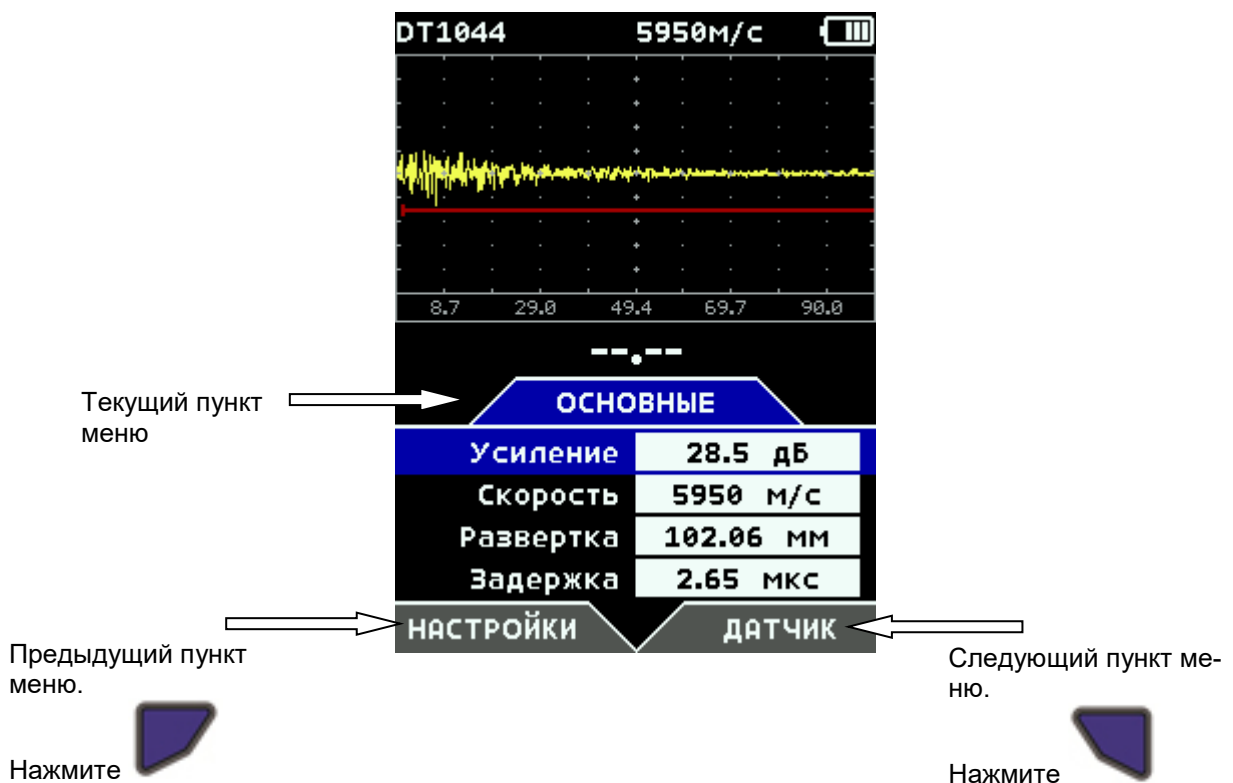 DT1044 5950м/с
8.7 29.0 49.4 69.7 90.0
--.--
Текущий пункт
меню
ОСНОВНЫЕ
Усиление 28.5 дБ
Скорость 5950 м/с
Развертка 102.06 мм
Задержка 2.65 мкс
НАСТРОЙКИ ДАТЧИК
Предыдущий пункт
меню.
Нажмите
Следующий пункт ме-
ню.
Нажмите